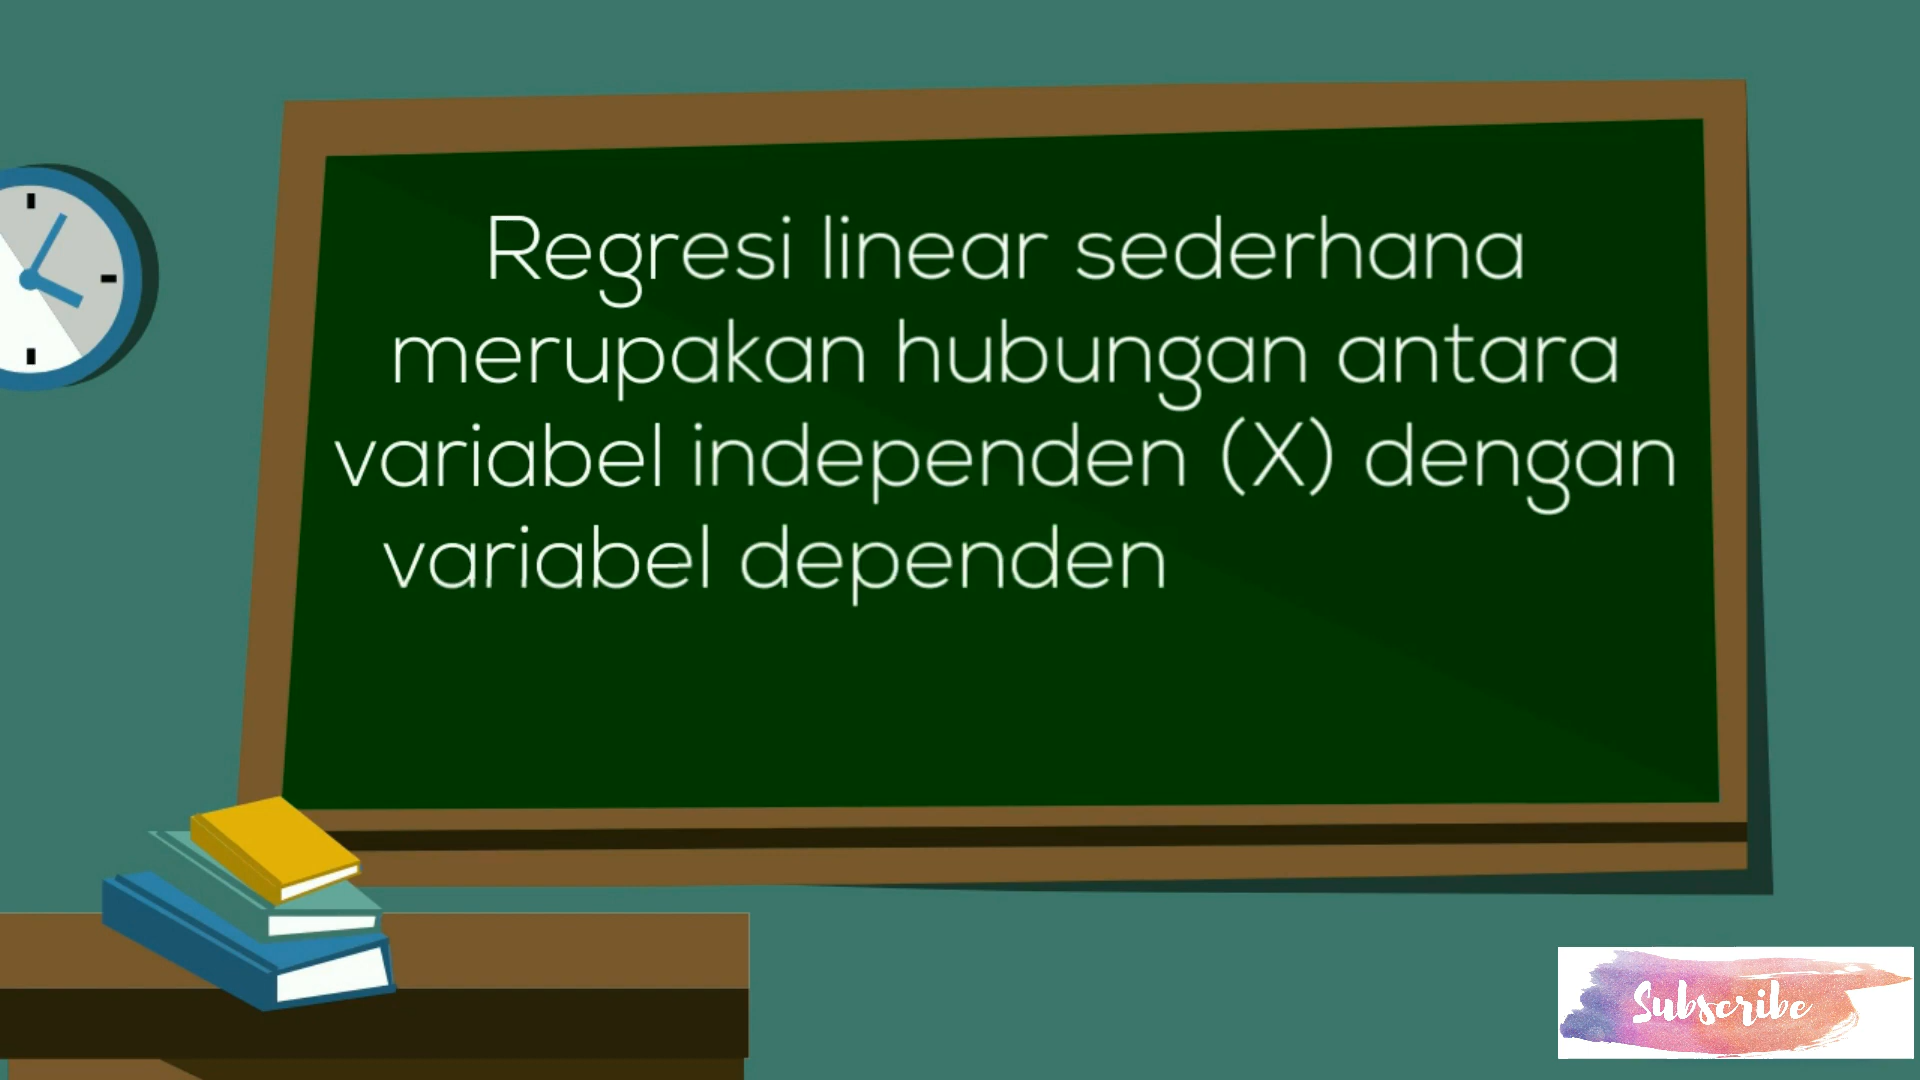 Regresi linear sederhana
merupakan hubungan antara
variabel independen (X) dengan
variabel dependen
Subscribe